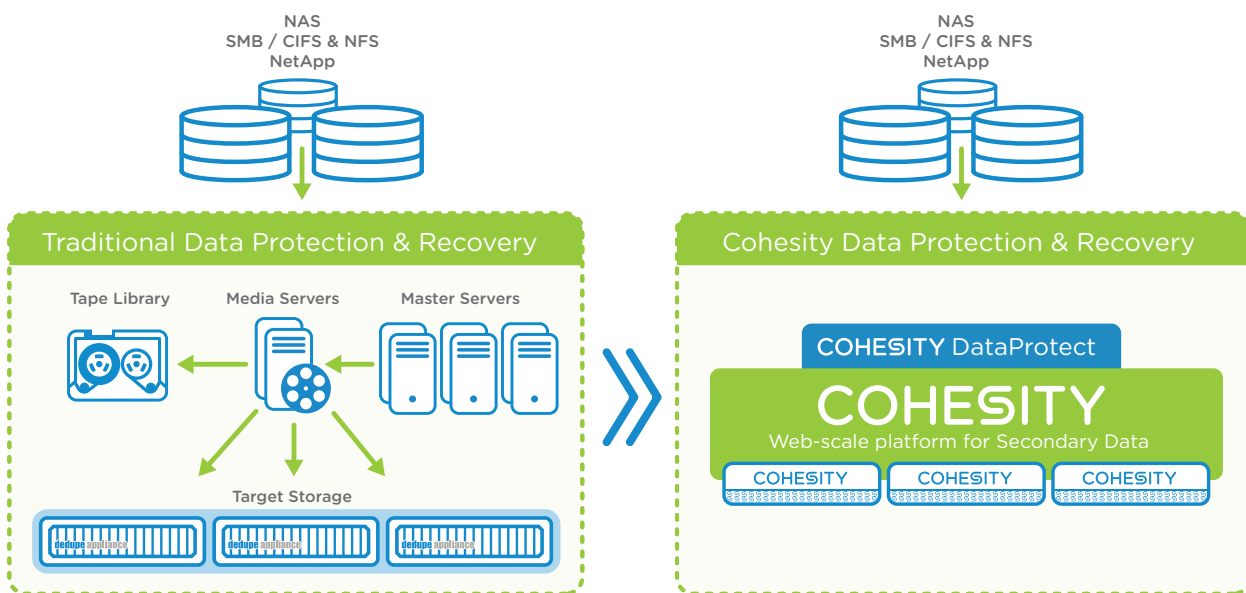 NAS
SMB / CIFS & NFS
NetApp
Traditional Data Protection & Recovery
Tape Library
Media Servers
Master Servers
Target Storage
dedupe appliance
dedupe appliance
dedupe appliance
NAS
SMB / CIFS & NFS
NetApp
Cohesity Data Protection & Recovery
COHESITY DataProtect
COHESITY
Web-scale platform for Secondary Data
COHESITY
COHESITY
COHESITY